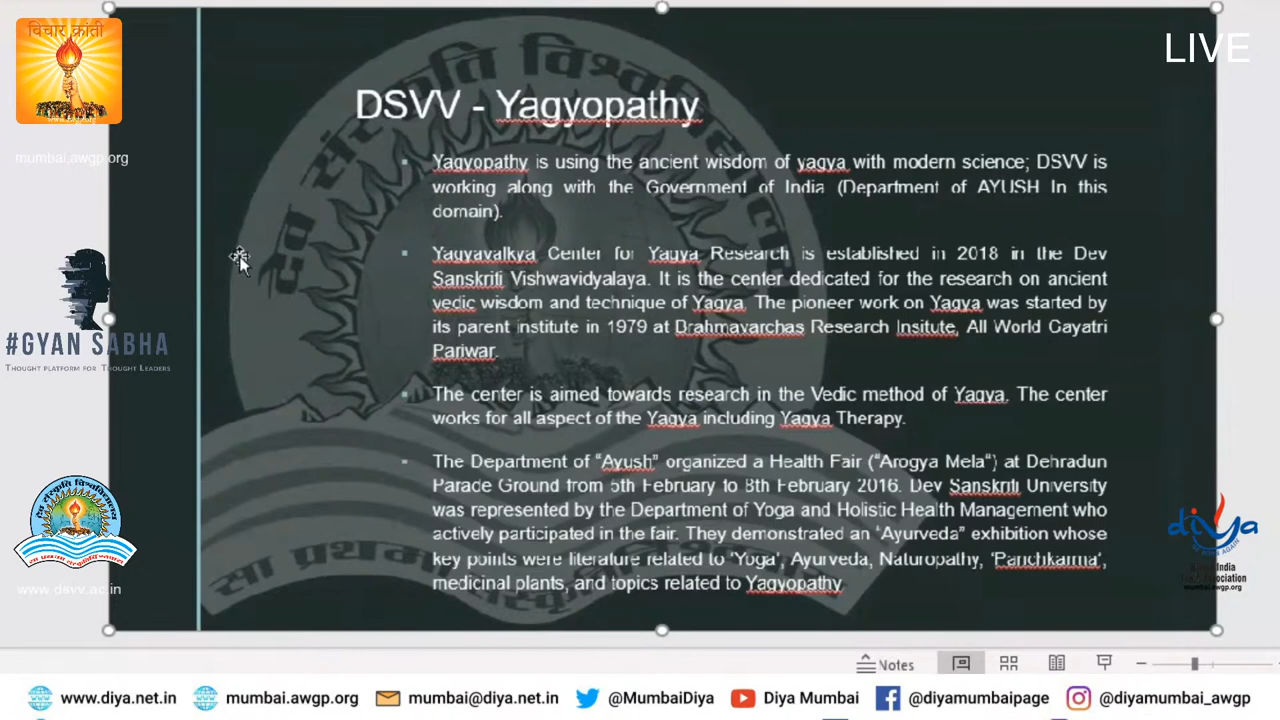 विचार क्रांती
LIVE
mumbai.awgp.org
DSVV - Yagyopathy
Yagyopathy is using the ancient wisdom of yagya with modern science; DSVV is
working along with the Government of India (Department of AYUSH In this
domain).
Yagyavalkya Center for Yagya Research is established in 2018 in the Dev
Sanskriti Vishwavidyalaya. It is the center dedicated for the research on ancient
vedic wisdom and technique of Yagya. The pioneer work on Yagya was started by
its parent institute in 1979 at Brahmavarchas Research Insitute, All World Gayatri
Pariwar.
The center is aimed towards research in the Vedic method of Yagya. The center
works for all aspect of the Yagya including Yagya Therapy.
The Department of “Ayush” organized a Health Fair (“Arogya Mela“) at Dehradun
Parade Ground from 5th February to 8th February 2016. Dev Sanskriti University
was represented by the Department of Yoga and Holistic Health Management who
actively participated in the fair. They demonstrated an ‘Ayurveda” exhibition whose
key points were literature related to ‘Yoga’, Ayurveda, Naturopathy, ‘Panchkarma‘,
medicinal plants, and topics related to Yagyopathy.
#GYAN SABHA
THOUGHT PLATFORM FOR THOUGHT LEADERS
देव संस्कृति विश्वविद्यालय
www.dsvv.ac.in
diya
mumbai.awgp.org
Notes
www.diya.net.in
mumbai.awgp.org
mumbai@diya.net.in
@MumbaiDiya
Diya Mumbai
@diyamumbaipage
@diyamumbai_awgp